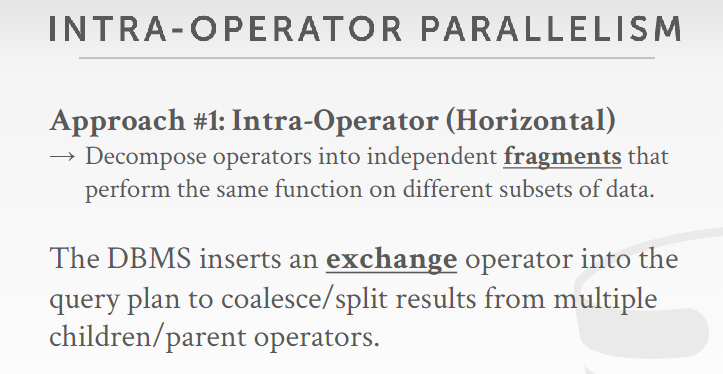 INTRA-OPERATOR PARALLELISM
Approach #1: Intra-Operator (Horizontal)
→ Decompose operators into independent fragments that
perform the same function on different subsets of data.
The DBMS inserts an exchange operator into the
query plan to coalesce/split results from multiple
children/parent operators.